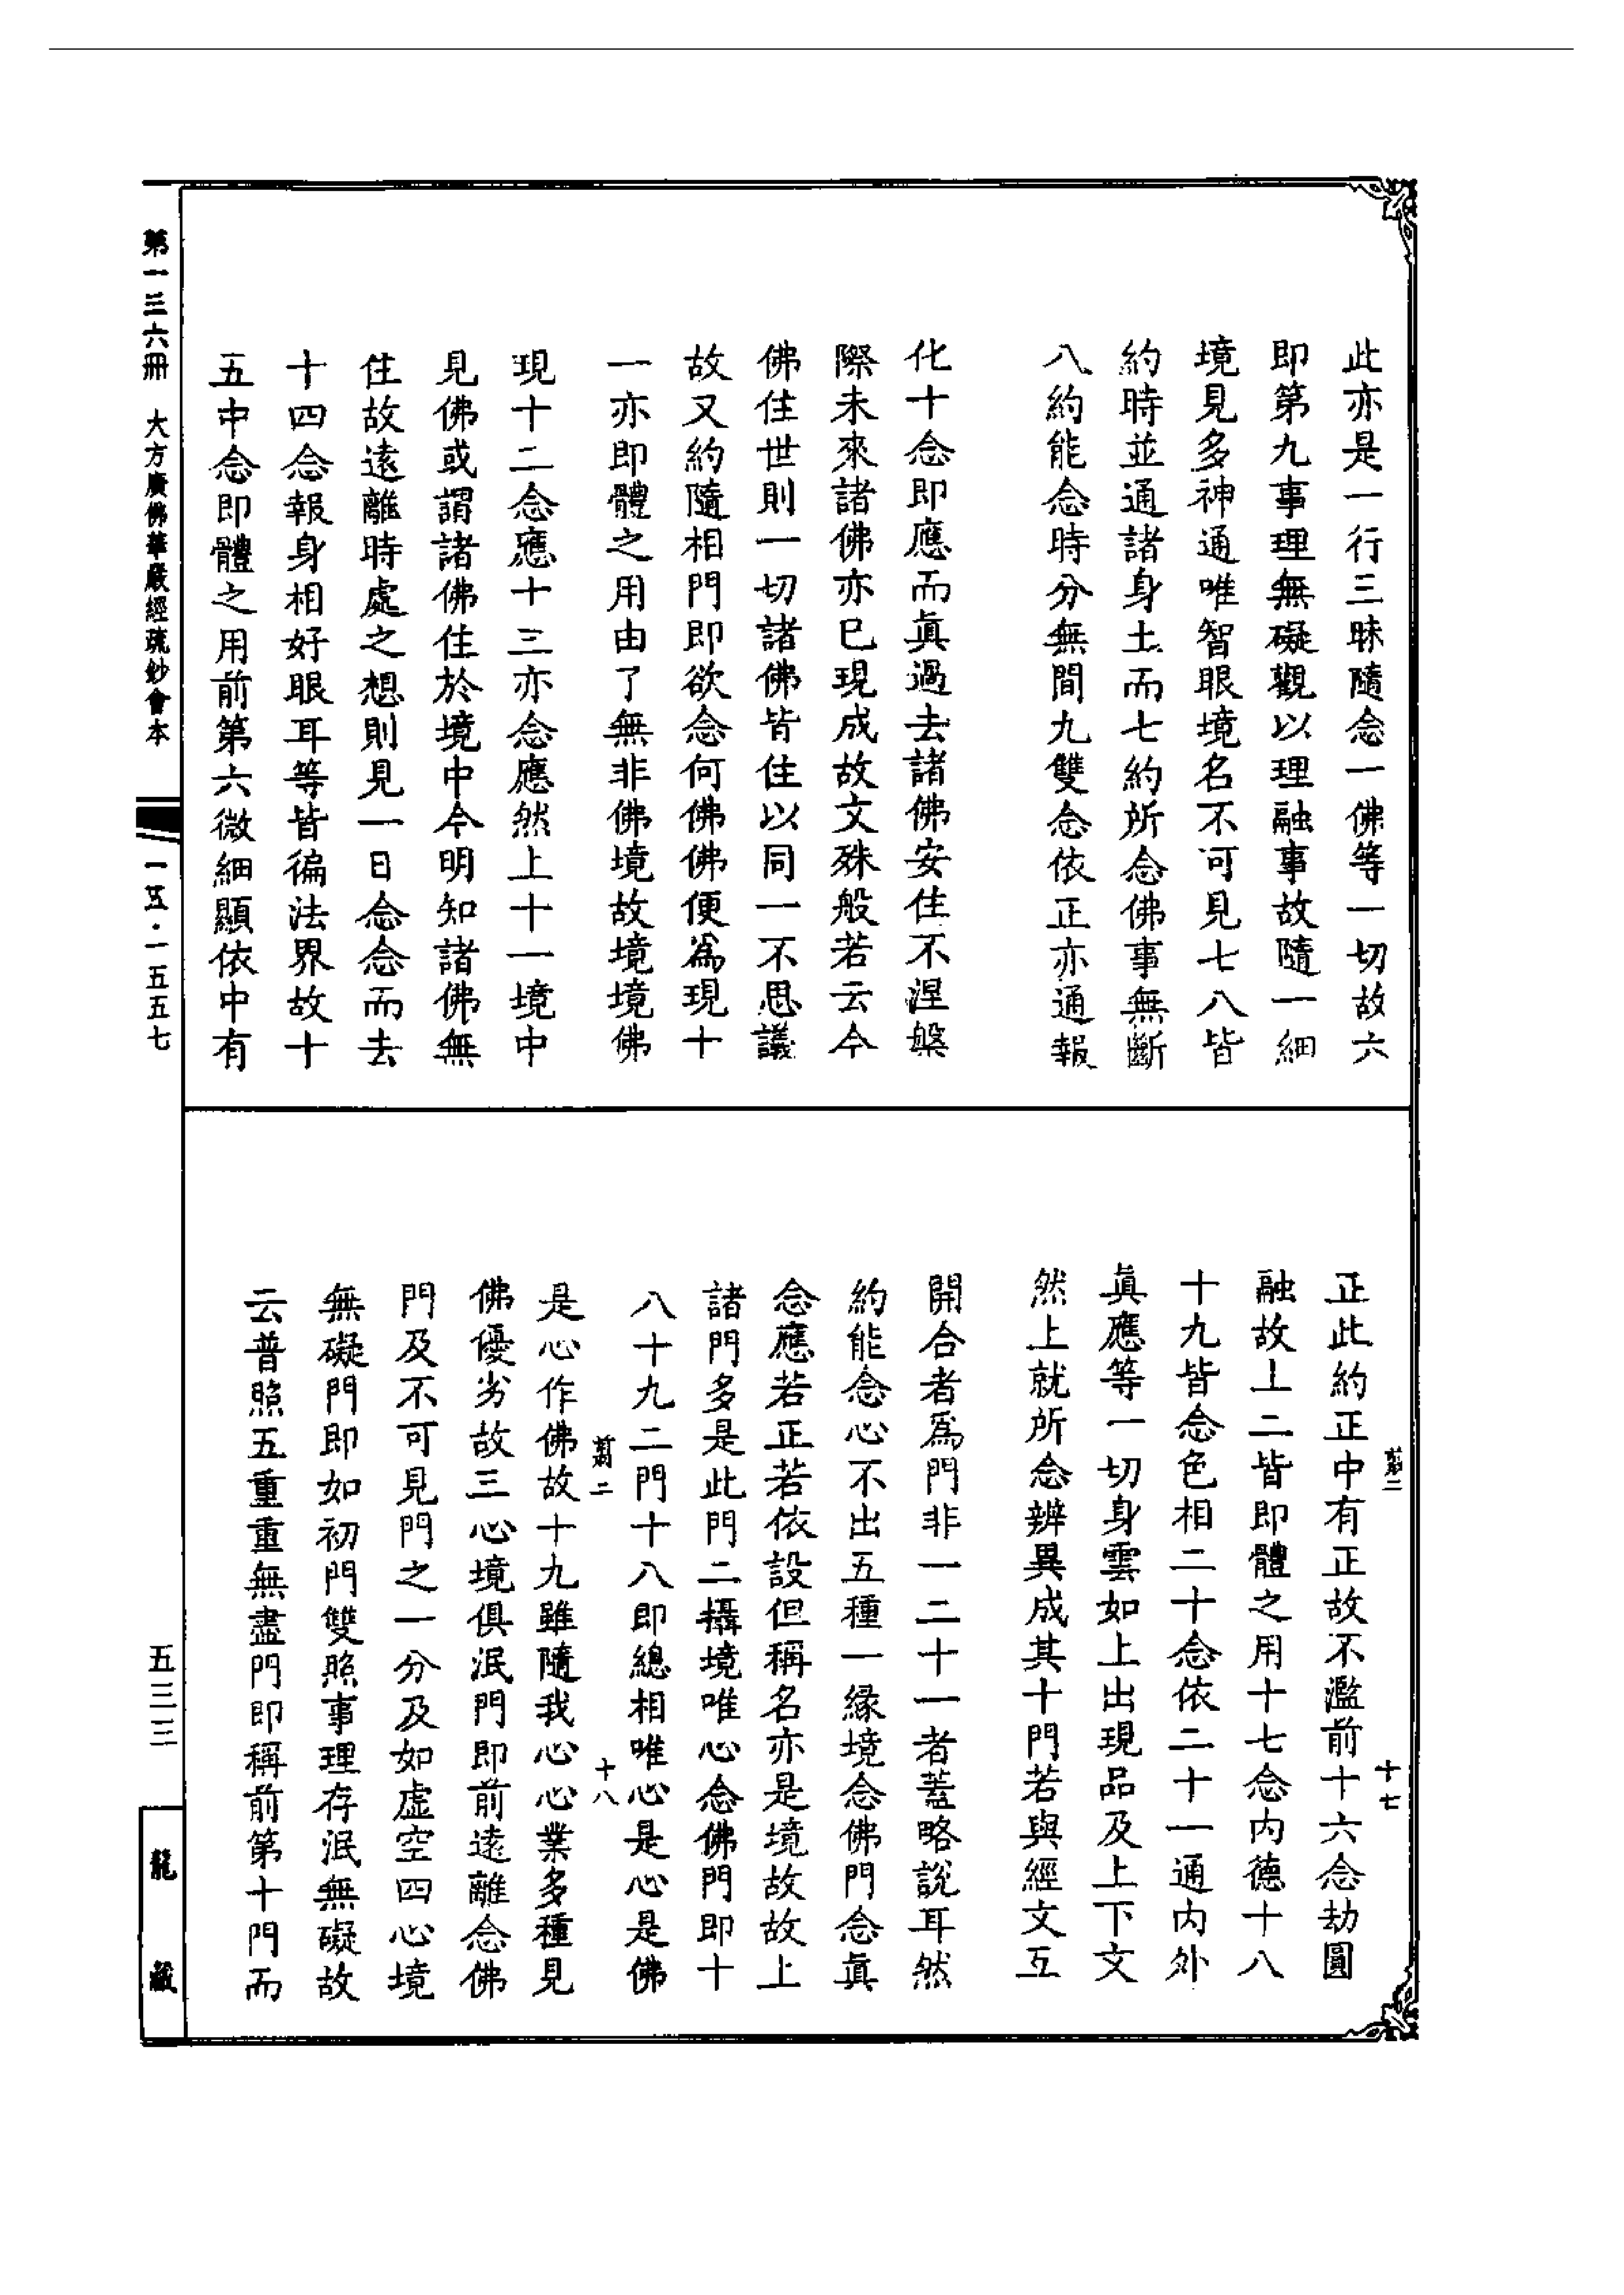 此亦是一行三昧隨念一佛等一切故六
即第九事理無礙觀以理融事故隨一細
境見多神通唯智眼境名不可見七八皆
約時並通諸身土而七約所念佛事無斷
八約能念時分無間九雙念依正亦通報
化十念即應而眞過去諸佛安住不涅槃
際未來諸佛亦已現成故文殊般若云今
佛住世則一切諸佛皆住以同一不思議
故又約隨相門即欲念何佛佛便爲現十
一亦即體之用由了無非佛境故境境佛
現十二念應十三亦念應然上十一境中
見佛或謂諸佛住於境中今明知諸佛無
住故遠離時處之想則見一日念念而去
十四念報身相好眼耳等皆徧法界故十
五中念即體之用前第六微細顯依中有
正此約正中有正故不濫前十六念劫圓
融故上二皆即體之用十七念內德十八
十九皆念色相二十念依二十一通內外
眞應等一切身雲如上出現品及上下文
然上就所念辨異成其十門若與經文互
開合者爲門非一二十一者蓋略說耳然
約能念心不出五種一緣境念佛門念眞
念應若正若依設但稱名亦是境故故上
諸門多是此門二攝境唯心念佛門即十
八十九二門十八即總相唯心是心是佛
是心作佛故十九雖隨我心心業多種見
佛優劣故三心境俱泯門即前遠離念佛
門及不可見門之一分及如虛空四心境
無礙門即如初門雙照事理存泯無礙故
云普照五重重無盡門即稱前第十門而
十七
翦二
十八
第一三六冊 大方廣佛華嚴經疏鈔會本
一五·一五五七
五三三
龍藏